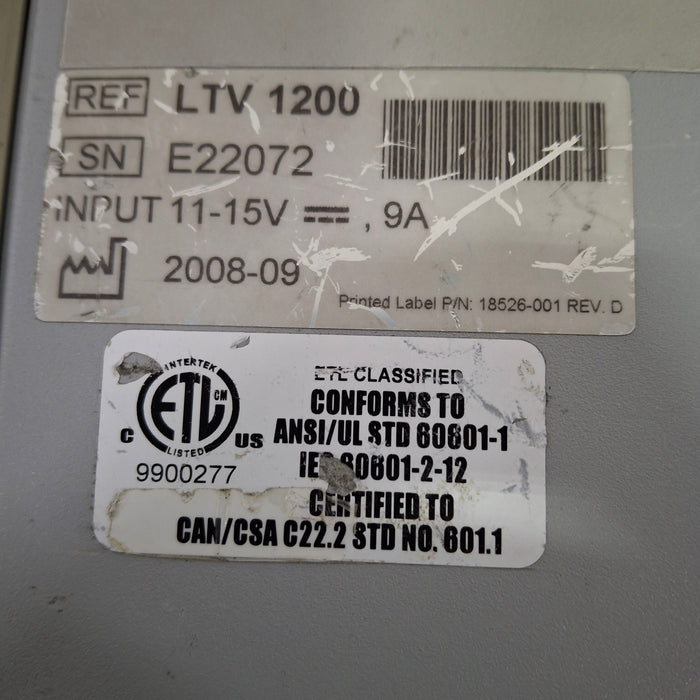 REF LTV 1200
SN E22072
INPUT 11-15V ⎓ , 9A
2008-09
Printed Label P/N: 18526-001 REV. D
INTERTEK
ETL CM
LISTED
C US
9900277
ETL CLASSIFIED
CONFORMS TO
ANSI/UL STD 60601-1
IEC 60601-2-12
CERTIFIED TO
CAN/CSA C22.2 STD NO. 601.1